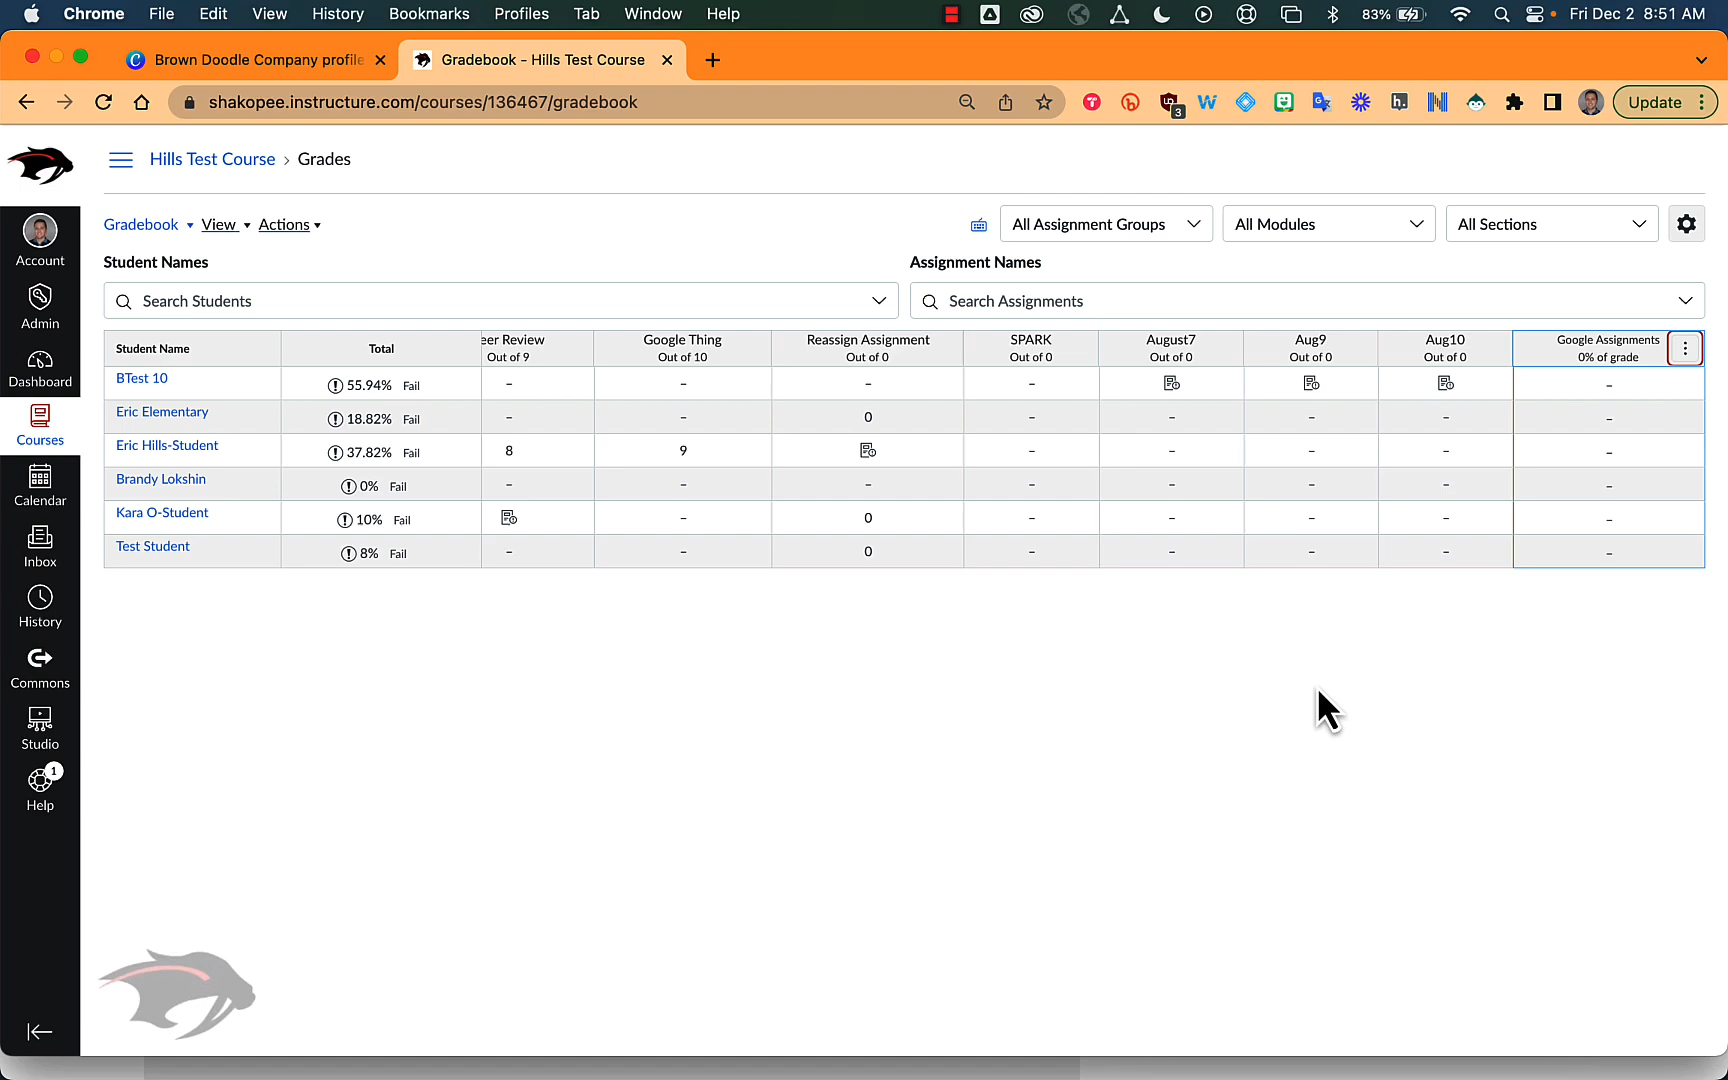 Chrome File Edit View History Bookmarks Profiles Tab Window Help 83% Fri Dec 2 8:51 AM
Brown Doodle Company profile Gradebook - Hills Test Course
shakopee.instructure.com/courses/136467/gradebook 3 Update
Hills Test Course › Grades
Gradebook View Actions All Assignment Groups All Modules All Sections
Student Names Assignment Names
Search Students Search Assignments
Student Name Total eer Review Google Thing Reassign Assignment SPARK August7 Aug9 Aug10 Google Assignments
Out of 9 Out of 10 Out of 0 Out of 0 Out of 0 Out of 0 Out of 0 0% of grade
BTest 10 55.94% Fail – – – – –
Eric Elementary 18.82% Fail – – 0 – – – – –
Eric Hills-Student 37.82% Fail 8 9 – – – – –
Brandy Lokshin 0% Fail – – – – – – – –
Kara O-Student 10% Fail – 0 – – – – –
Test Student 8% Fail – – 0 – – – – –
Account
Admin
Dashboard
Courses
Calendar
Inbox
History
Commons
Studio
1
Help